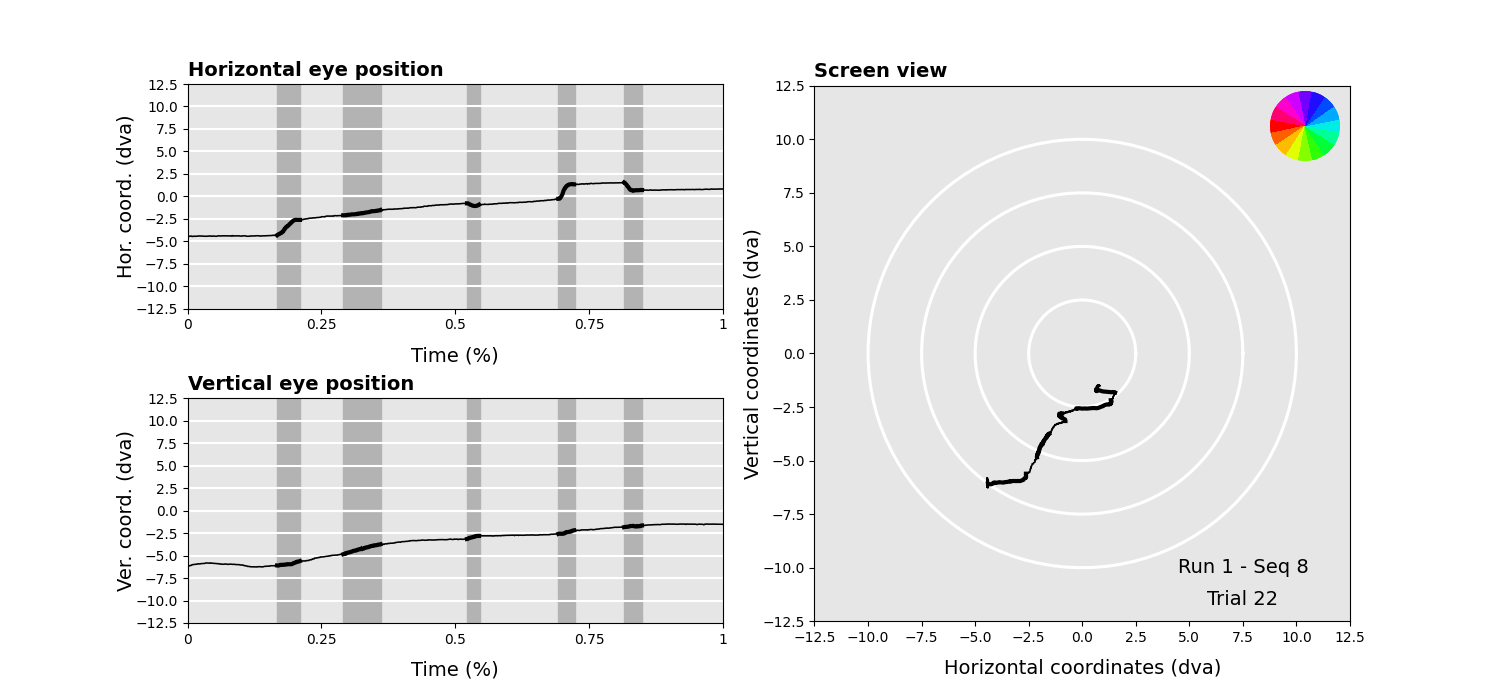 Horizontal eye position
Hor. coord. (dva)
12.5
10.0
7.5
5.0
2.5
0.0
−2.5
−5.0
−7.5
−10.0
−12.5
0 0.25 0.5 0.75 1
Time (%)
Vertical eye position
Ver. coord. (dva)
12.5
10.0
7.5
5.0
2.5
0.0
−2.5
−5.0
−7.5
−10.0
−12.5
0 0.25 0.5 0.75 1
Time (%)
Screen view
Vertical coordinates (dva)
12.5
10.0
7.5
5.0
2.5
0.0
−2.5
−5.0
−7.5
−10.0
−12.5
Run 1 - Seq 8
Trial 22
−12.5 −10.0 −7.5 −5.0 −2.5 0.0 2.5 5.0 7.5 10.0 12.5
Horizontal coordinates (dva)